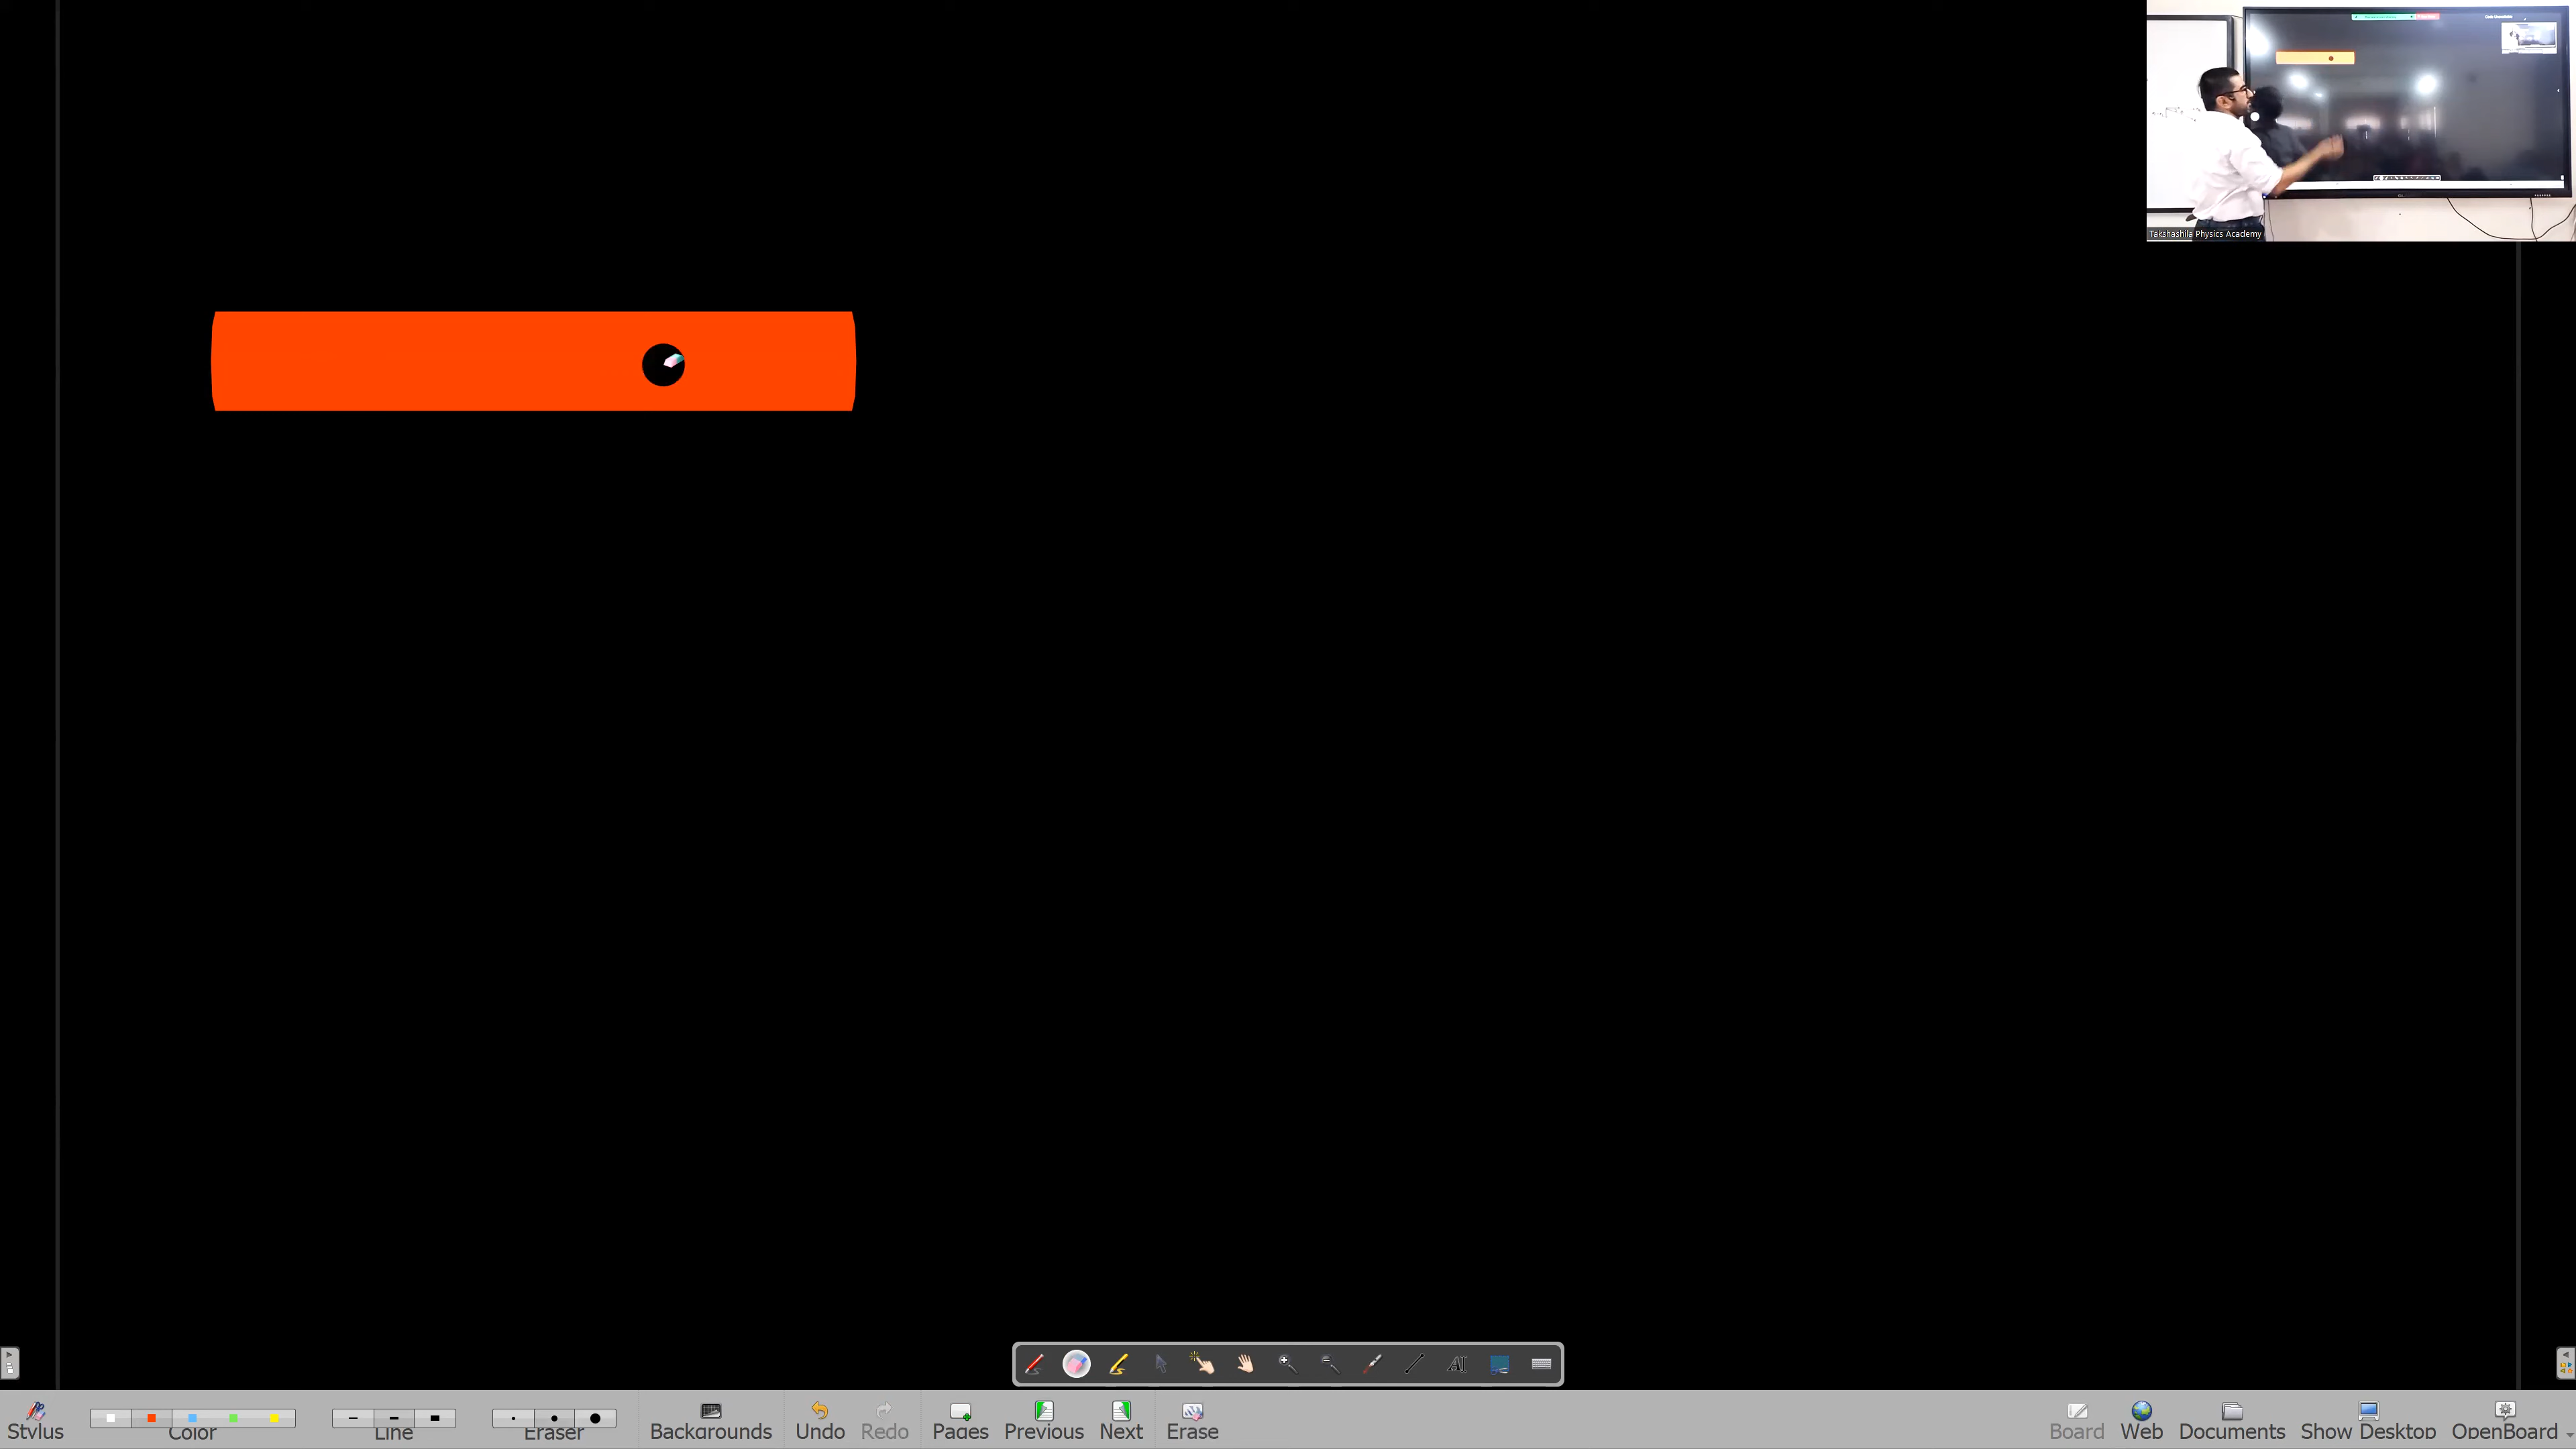 Takshashila Physics Academy
Stylus
Color
Line
Eraser
Backgrounds
Undo
Redo
Pages
Previous
Next
Erase
Board
Web
Documents
Show Desktop
OpenBoard
AI